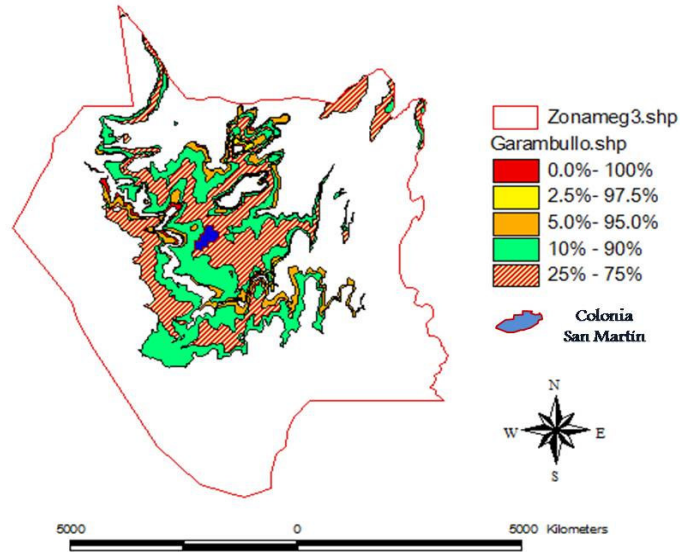 Zonameg3.shp
Garambullo.shp
0.0%- 100%
2.5% - 97.5%
5.0% - 95.0%
10% - 90%
25% - 75%
Colonia
San Martín
N
W E
S
5000 0 5000 Kilometers